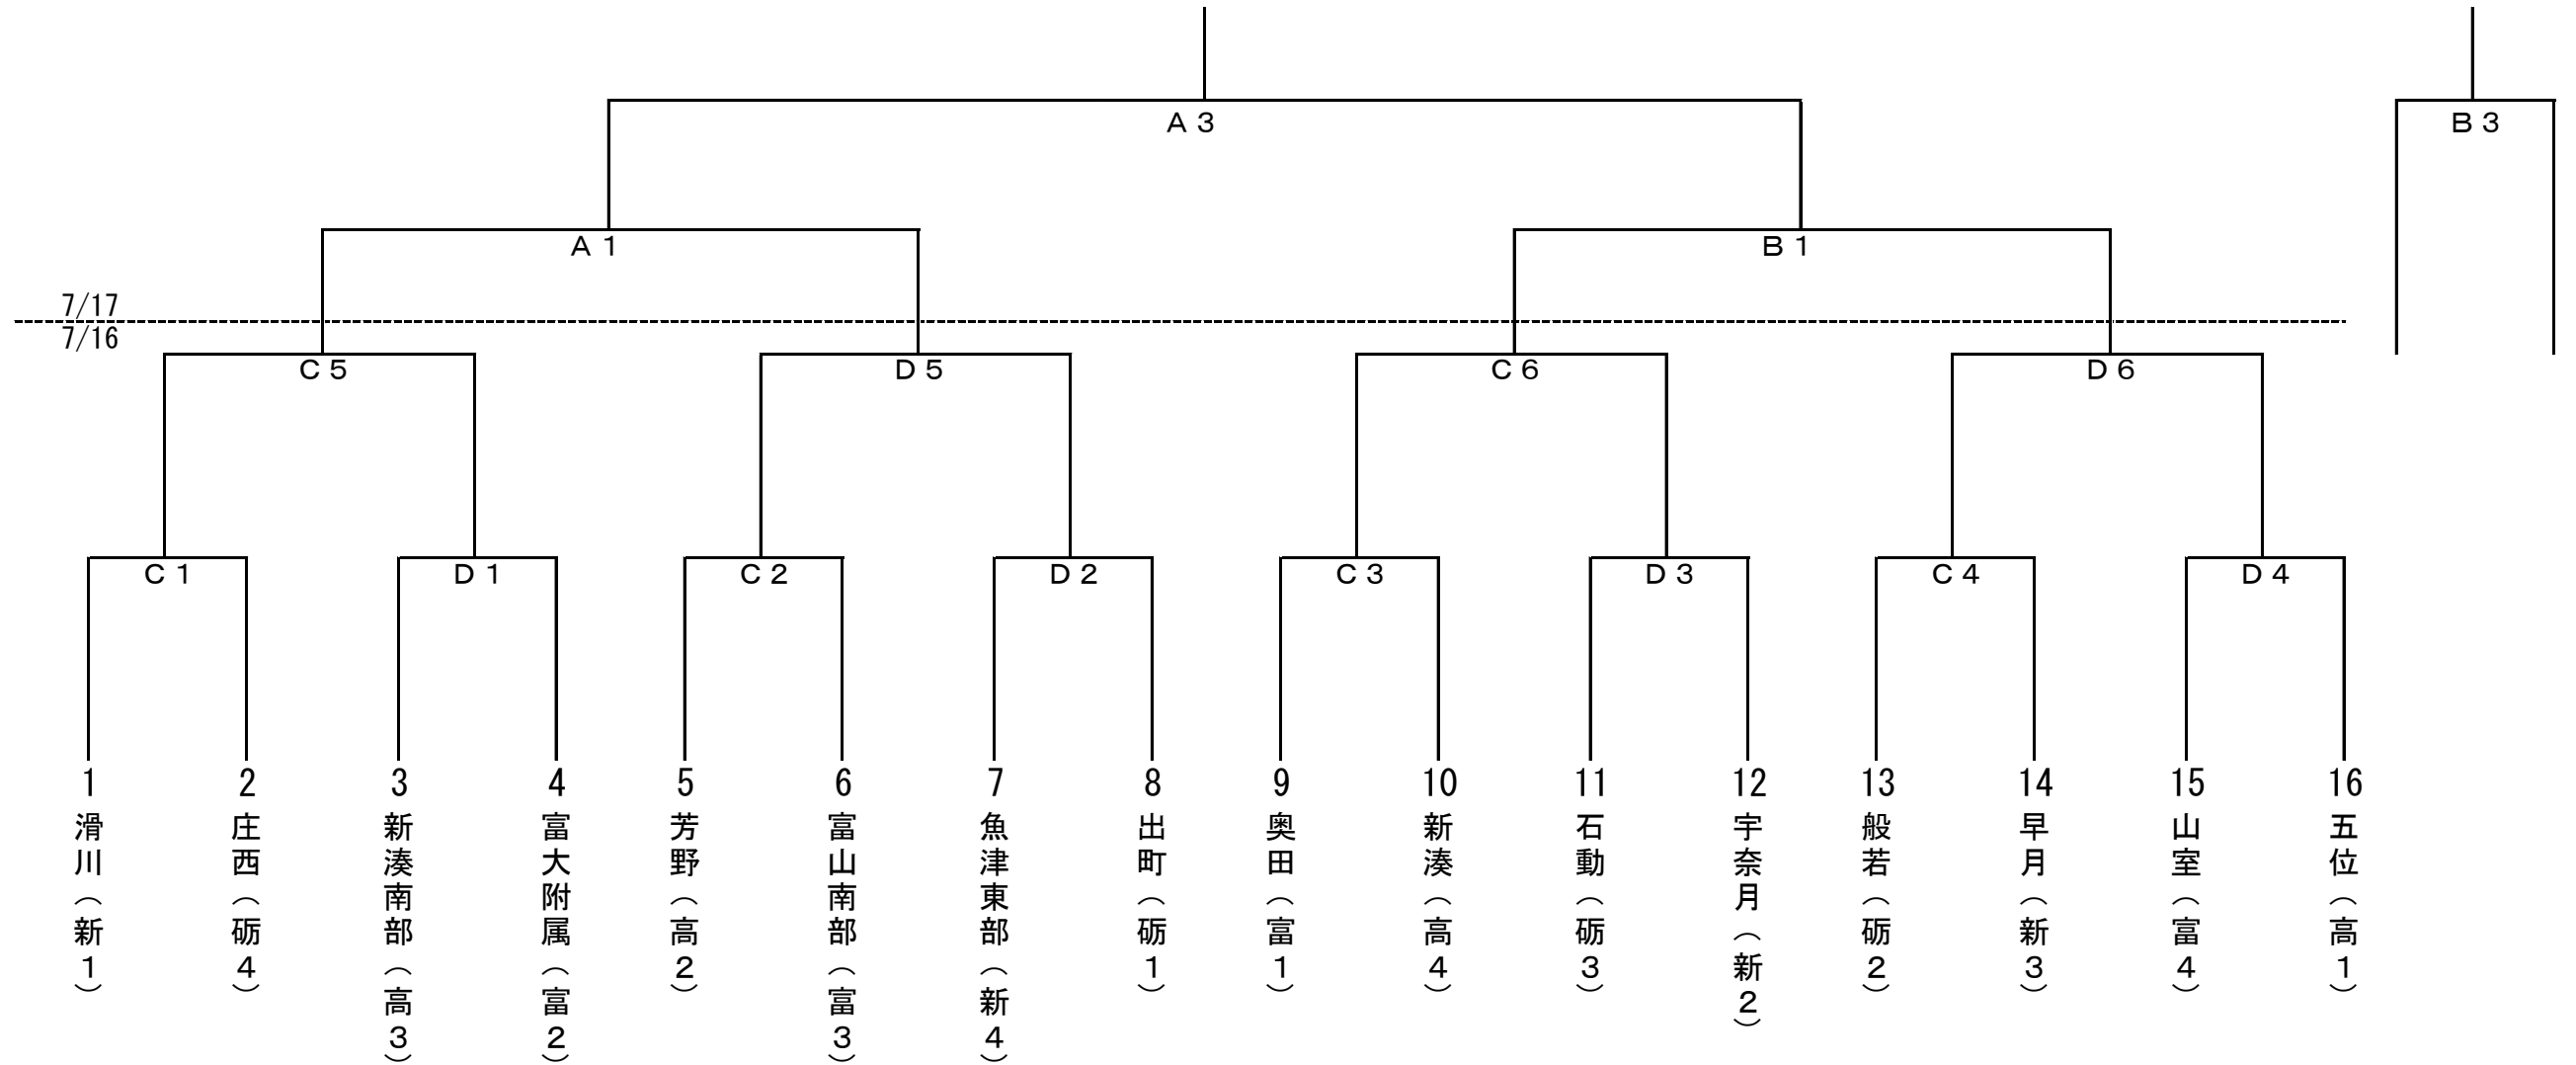 Ａ３
Ｂ３
Ａ１
Ｂ１
7/17
7/16
Ｃ５
Ｄ５
Ｃ６
Ｄ６
Ｃ１
Ｄ１
Ｃ２
Ｄ２
Ｃ３
Ｄ３
Ｃ４
Ｄ４
1
滑川（新１）
2
庄西（砺４）
3
新湊南部（高３）
4
富大附属（富２）
5
芳野（高２）
6
富山南部（富３）
7
魚津東部（新４）
8
出町（砺１）
9
奥田（富１）
10
新湊（高４）
11
石動（砺３）
12
宇奈月（新２）
13
般若（砺２）
14
早月（新３）
15
山室（富４）
16
五位（高１）